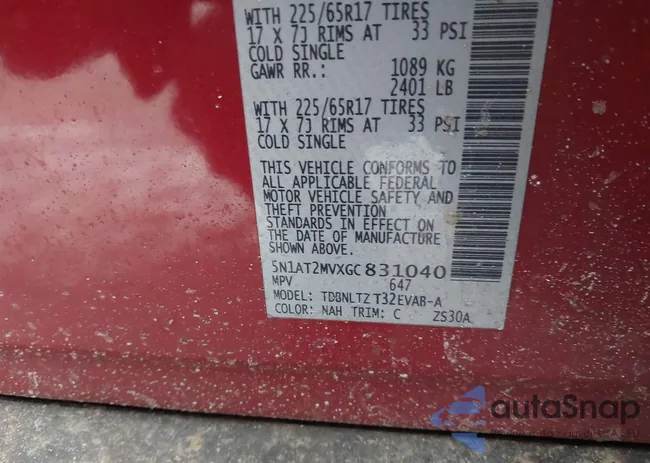 WITH 225/65R17 TIRES
17 X 7J RIMS AT 33 PSI
COLD SINGLE
GAWR RR.: 1089 KG
2401 LB
WITH 225/65R17 TIRES
17 X 7J RIMS AT 33 PSI
COLD SINGLE
THIS VEHICLE CONFORMS TO
ALL APPLICABLE FEDERAL
MOTOR VEHICLE SAFETY AND
THEFT PREVENTION
STANDARDS IN EFFECT ON
THE DATE OF MANUFACTURE
SHOWN ABOVE.
5N1AT2MVXGC831040
MPV 647
MODEL: TDBNLTZ T32EVAB-A
COLOR: NAH TRIM: C ZS30A
autaSnap